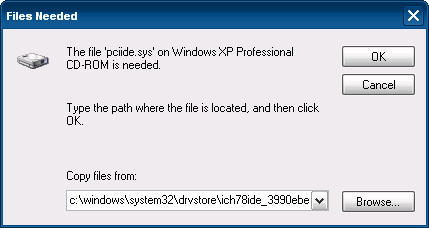 Files Needed
The file 'pciide.sys' on Windows XP Professional
CD-ROM is needed.
OK
Cancel
Type the path where the file is located, and then click
OK.
Copy files from:
c:\windows\system32\drvstore\ich78ide_3990ebe
Browse...